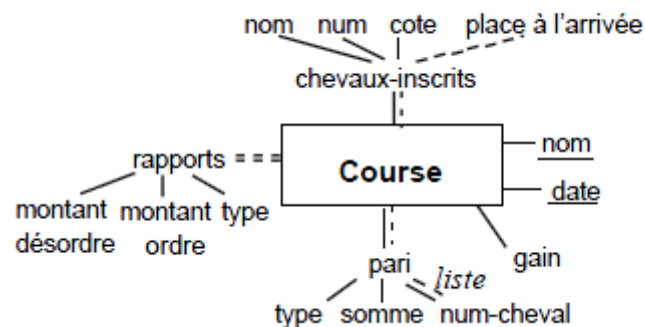 nom num cote place à l'arrivée
chevaux-inscrits
nom
rapports
Course
date
montant montant type
désordre ordre
gain
pari
liste
type somme num-cheval